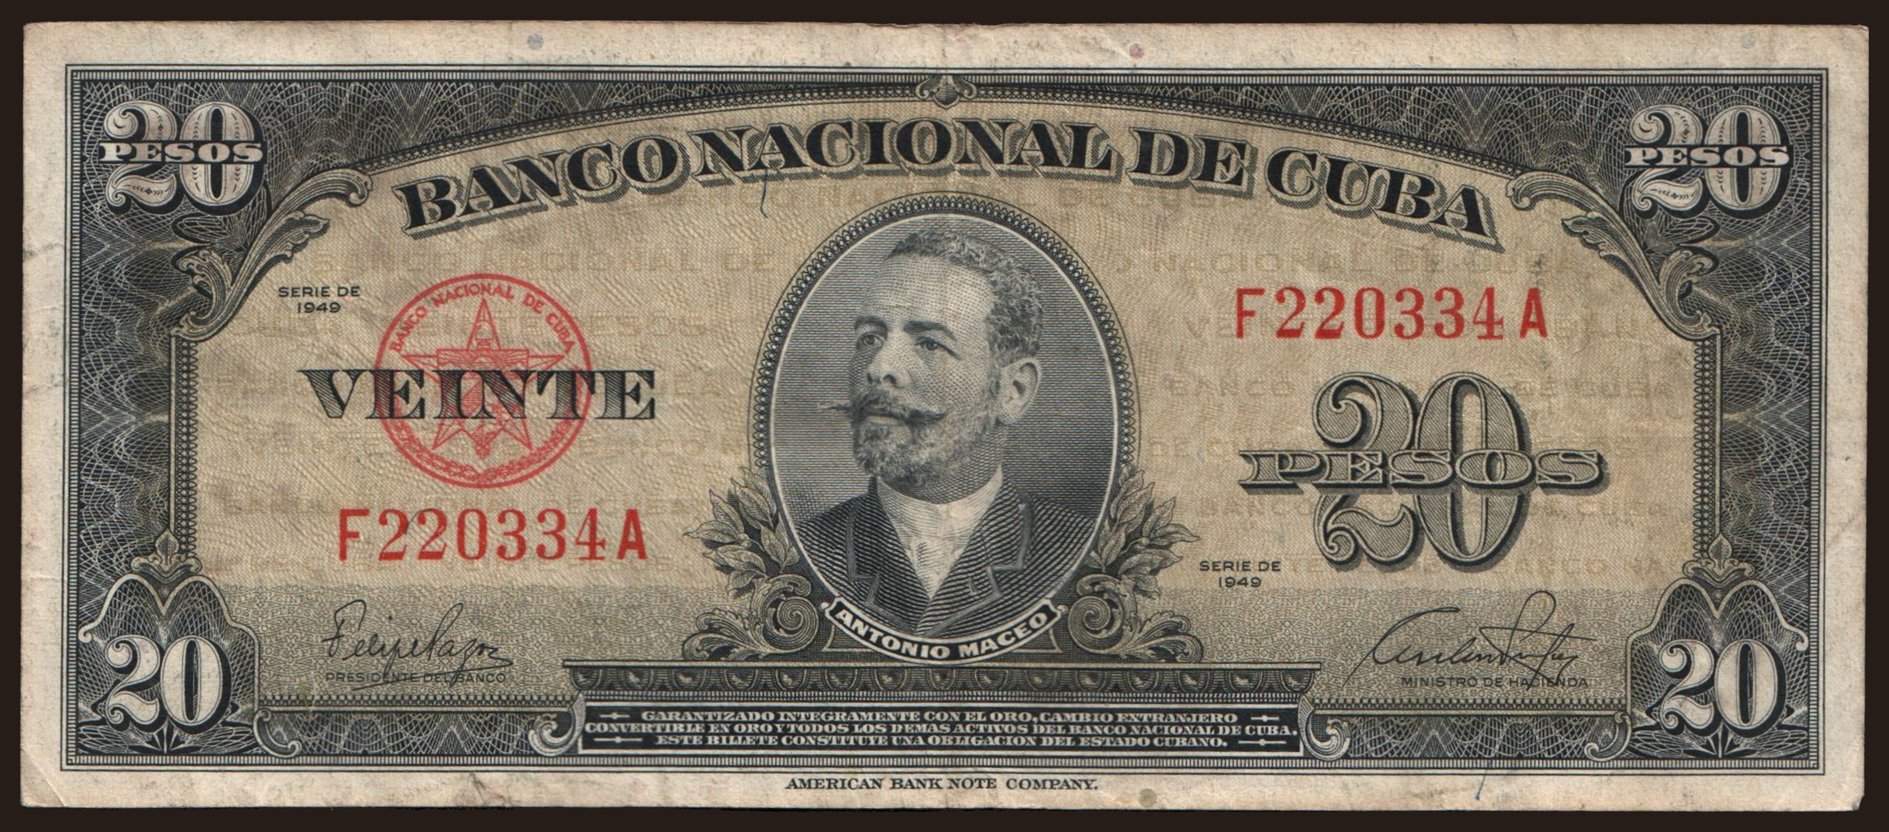 20 PESOS
20 PESOS
BANCO NACIONAL DE CUBA
SERIE DE
1949
BANCO NACIONAL DE CUBA
F220334A
VEINTE
20
PESOS
F220334A
SERIE DE
1949
ANTONIO MACEO
Felipe Pazos
PRESIDENTE DEL BANCO
MINISTRO DE HACIENDA
20
20
GARANTIZADO INTEGRAMENTE CON EL ORO, CAMBIO EXTRANJERO
CONVERTIBLE EN ORO Y TODOS LOS DEMAS ACTIVOS DEL BANCO NACIONAL DE CUBA.
ESTE BILLETE CONSTITUYE UNA OBLIGACION DEL ESTADO CUBANO.
AMERICAN BANK NOTE COMPANY.